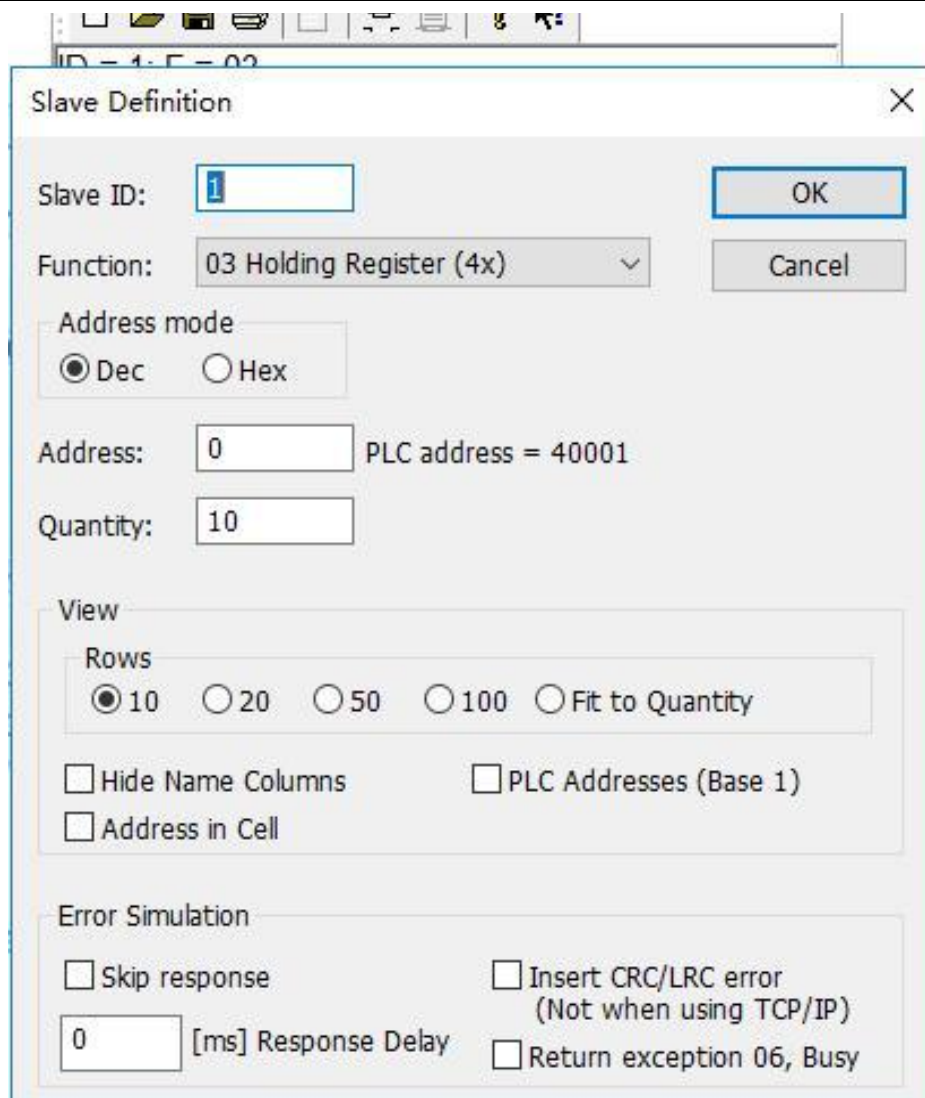 ID = 1: F = 03
Slave Definition
Slave ID: 1
OK
Function: 03 Holding Register (4x)
Cancel
Address mode
Dec Hex
Address: 0 PLC address = 40001
Quantity: 10
View
Rows
10 20 50 100 Fit to Quantity
Hide Name Columns PLC Addresses (Base 1)
Address in Cell
Error Simulation
Skip response Insert CRC/LRC error
(Not when using TCP/IP)
0 [ms] Response Delay
Return exception 06, Busy